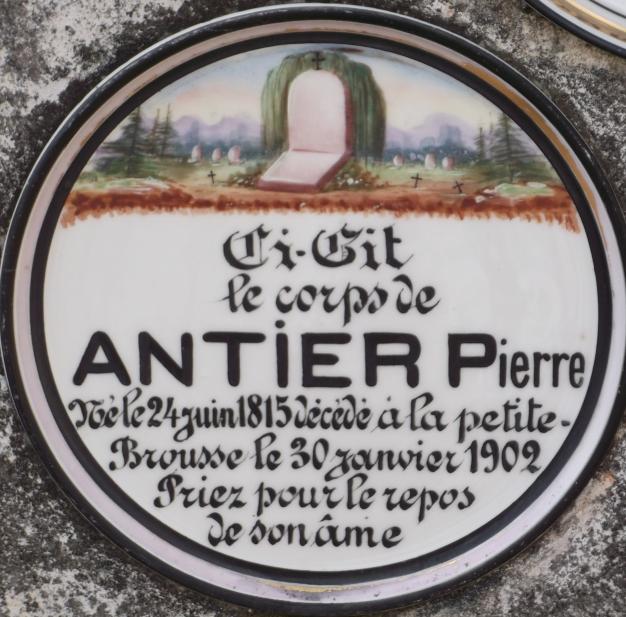 Ci-Git
le corps de
ANTiER Pierre
Né le 24 juin 1815 décédé à la petite-
Brousse le 30 janvier 1902
Priez pour le repos
de son âme